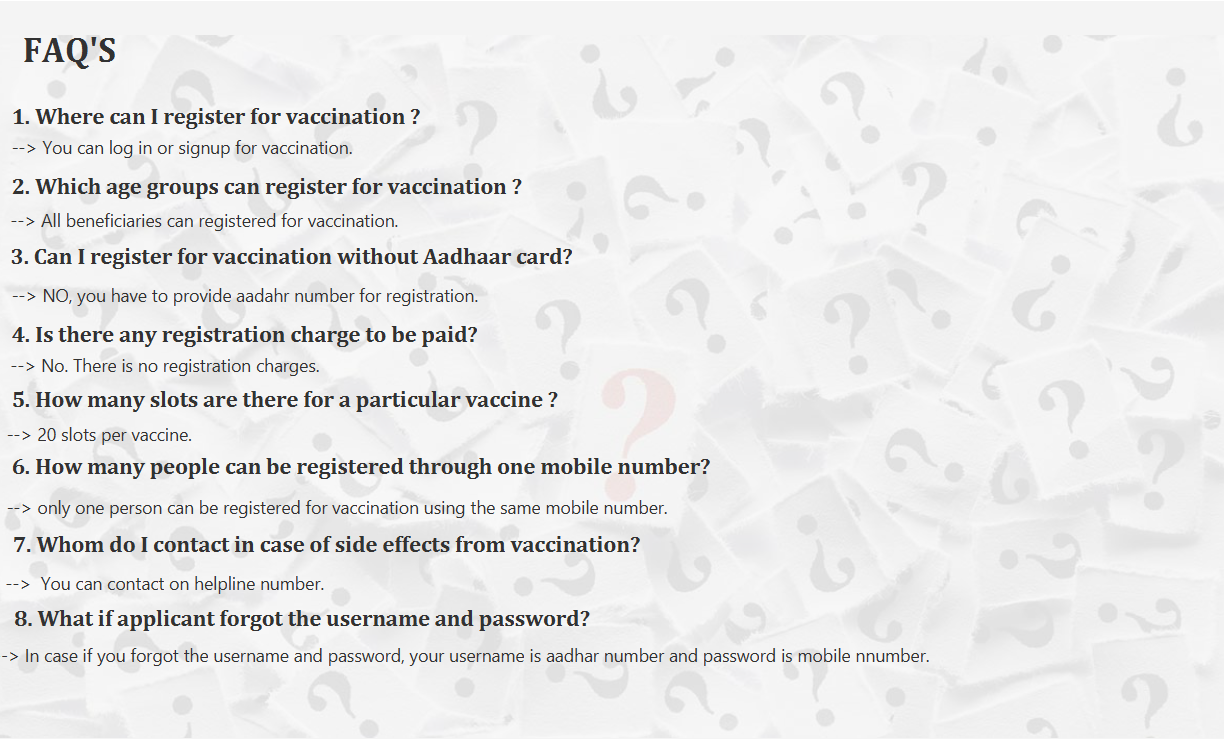 FAQ'S
1. Where can I register for vaccination ?
--> You can log in or signup for vaccination.
2. Which age groups can register for vaccination ?
--> All beneficiaries can registered for vaccination.
3. Can I register for vaccination without Aadhaar card?
--> NO, you have to provide aadahr number for registration.
4. Is there any registration charge to be paid?
--> No. There is no registration charges.
5. How many slots are there for a particular vaccine ?
--> 20 slots per vaccine.
6. How many people can be registered through one mobile number?
--> only one person can be registered for vaccination using the same mobile number.
7. Whom do I contact in case of side effects from vaccination?
--> You can contact on helpline number.
8. What if applicant forgot the username and password?
-> In case if you forgot the username and password, your username is aadhar number and password is mobile nnumber.